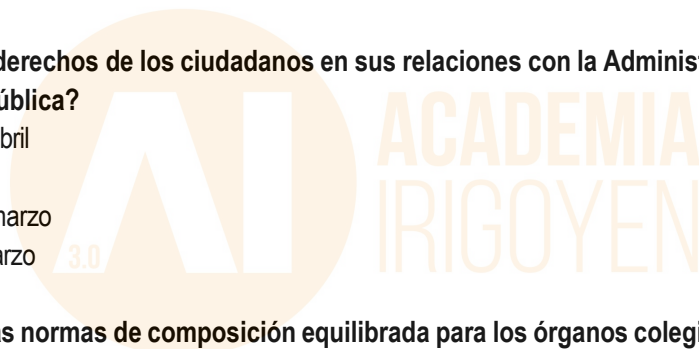 derechos de los ciudadanos en sus relaciones con la Adminis
ública?
bril
marzo
arzo
ACADEMIA
IRIGOYEN
AI
3.0
as normas de composición equilibrada para los órganos colegi